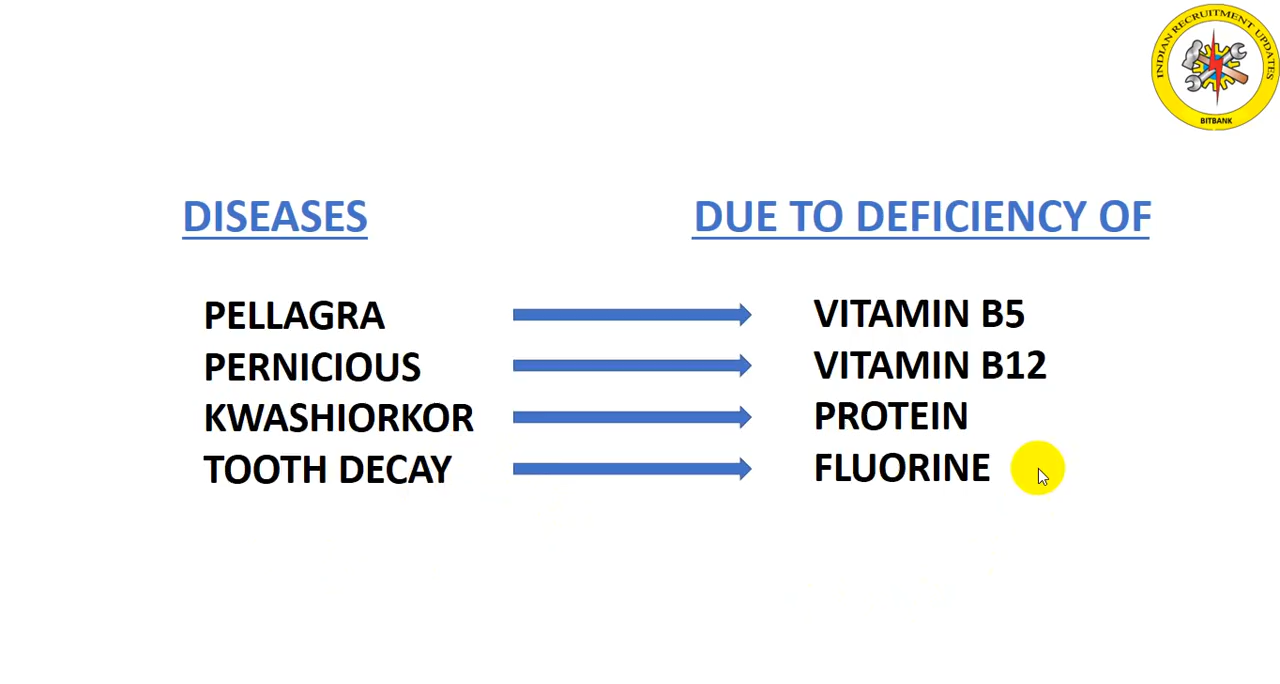 INDIAN RECRUITMENT UPDATES
BITBANK
DISEASES DUE TO DEFICIENCY OF
PELLAGRA VITAMIN B5
PERNICIOUS VITAMIN B12
KWASHIORKOR PROTEIN
TOOTH DECAY FLUORINE